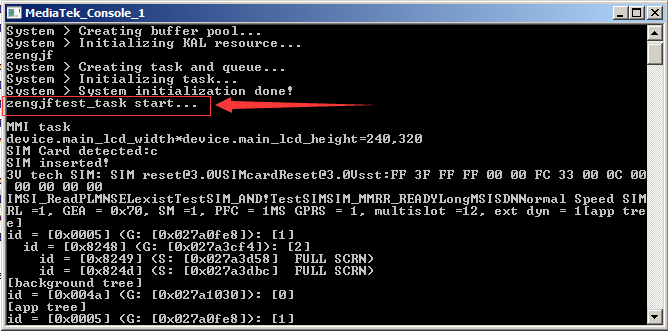 MediaTek_Console_1
System > Creating buffer pool...
System > Initializing KAL resource...
zengjf
System > Creating task and queue...
System > Initializing task...
System > System initialization done!
zengjftest_task start...
MMI task
device.main_lcd_width*device.main_lcd_height=240,320
SIM Card detected:c
SIM inserted!
3V tech SIM: SIM reset@3.0VSIMcardReset@3.0Vsst:FF 3F FF FF 00 00 FC 33 00 0C 00
 00 00 00 00
IMSI_ReadPLMNSELexistTestSIM_AND!TestSIMSIM_MMRR_READYLongMSISDNNormal Speed SIM
RL =1, GEA = 0x70, SM =1, PFC = 1MS GPRS = 1, multislot =12, ext dyn = 1[app tre
e]
id = [0x0005] (G: [0x027a0fe8]): [1]
  id = [0x8248] (G: [0x027a3cf4]): [2]
    id = [0x8249] (S: [0x027a3d58]  FULL SCRN)
    id = [0x824d] (S: [0x027a3dbc]  FULL SCRN)
[background tree]
id = [0x004a] (G: [0x027a1030]): [0]
[app tree]
id = [0x0005] (G: [0x027a0fe8]): [1]